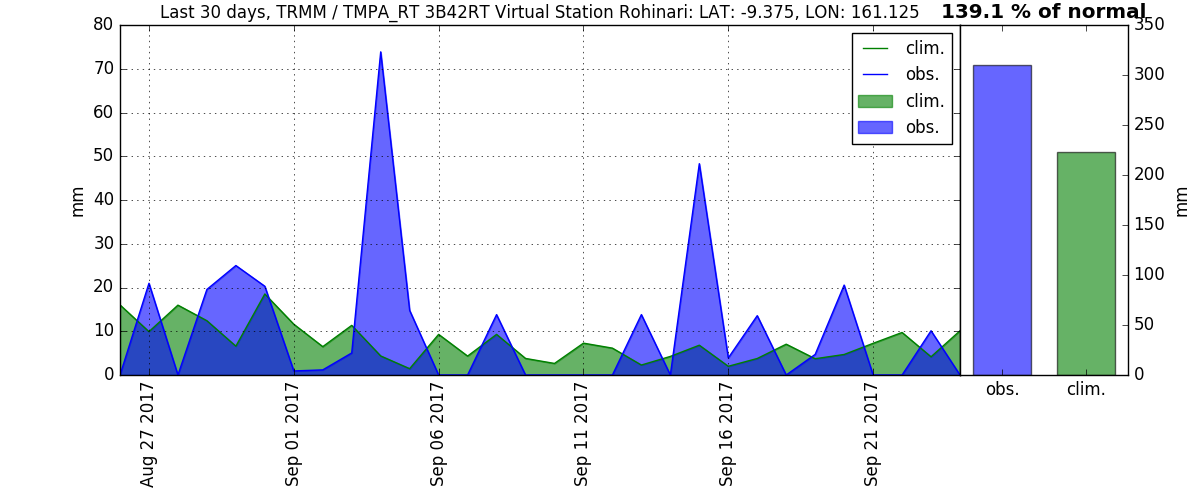 Last 30 days, TRMM / TMPA_RT 3B42RT Virtual Station Rohinari: LAT: -9.375, LON: 161.125
139.1 % of normal
80
70
60
50
40
30
20
10
0
mm
clim.
obs.
clim.
obs.
Aug 27 2017
Sep 01 2017
Sep 06 2017
Sep 11 2017
Sep 16 2017
Sep 21 2017
350
300
250
200
150
100
50
0
mm
obs.
clim.